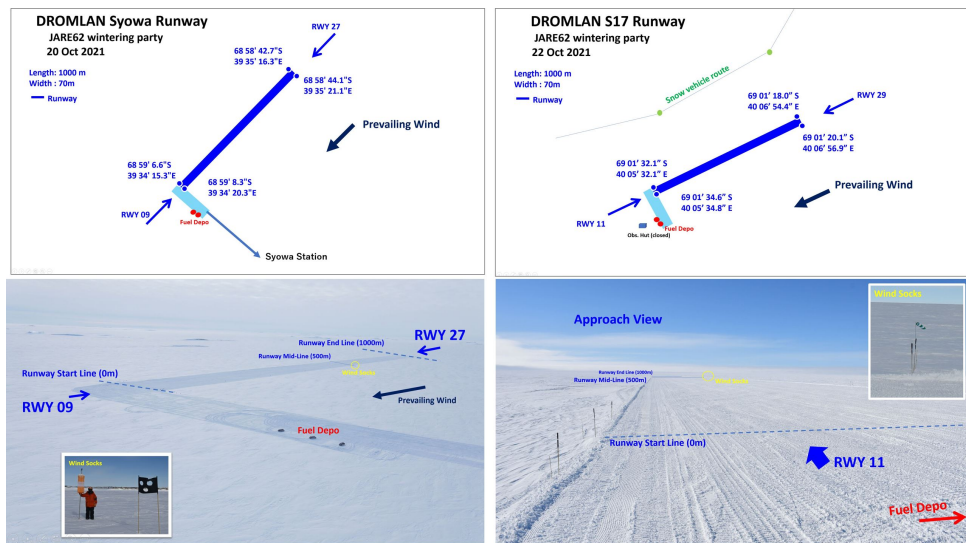 DROMLAN Syowa Runway
JARE62 wintering party
20 Oct 2021
RWY 27
68 58' 42.7"S
39 35' 16.3"E
68 58' 44.1"S
39 35' 21.1"E
Length: 1000 m
Width : 70m
Runway
Prevailing Wind
68 59' 6.6"S
39 34' 15.3"E
68 59' 8.3"S
39 34' 20.3"E
RWY 09
Fuel Depo
Syowa Station
DROMLAN S17 Runway
JARE62 wintering party
22 Oct 2021
Length: 1000 m
Width : 70m
Runway
Snow vehicle route
69 01' 18.0" S
40 06' 54.4" E
RWY 29
69 01' 20.1" S
40 06' 56.9" E
69 01' 32.1" S
40 05' 32.1" E
Prevailing Wind
69 01' 34.6" S
40 05' 34.8" E
RWY 11
Obs. Hut (closed)
Fuel Depo
RWY 27
Runway End Line (1000m)
Runway Mid-Line (500m)
Wind Socks
Runway Start Line (0m)
RWY 09
Prevailing Wind
Fuel Depo
Wind Socks
Wind Socks
Approach View
Runway End Line (1000m)
Runway Mid-Line (500m)
Wind Socks
Runway Start Line (0m)
RWY 11
Fuel Depo